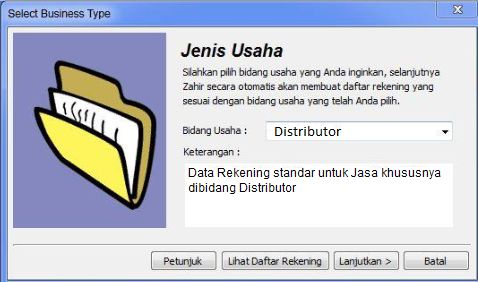 Select Business Type
Jenis Usaha
Silahkan pilih bidang usaha yang Anda inginkan, selanjutnya
Zahir secara otomatis akan membuat daftar rekening yang
sesuai dengan bidang usaha yang telah Anda pilih.
Bidang Usaha : Distributor
Keterangan :
Data Rekening standar untuk Jasa khususnya
dibidang Distributor
Petunjuk Lihat Daftar Rekening Lanjutkan > Batal